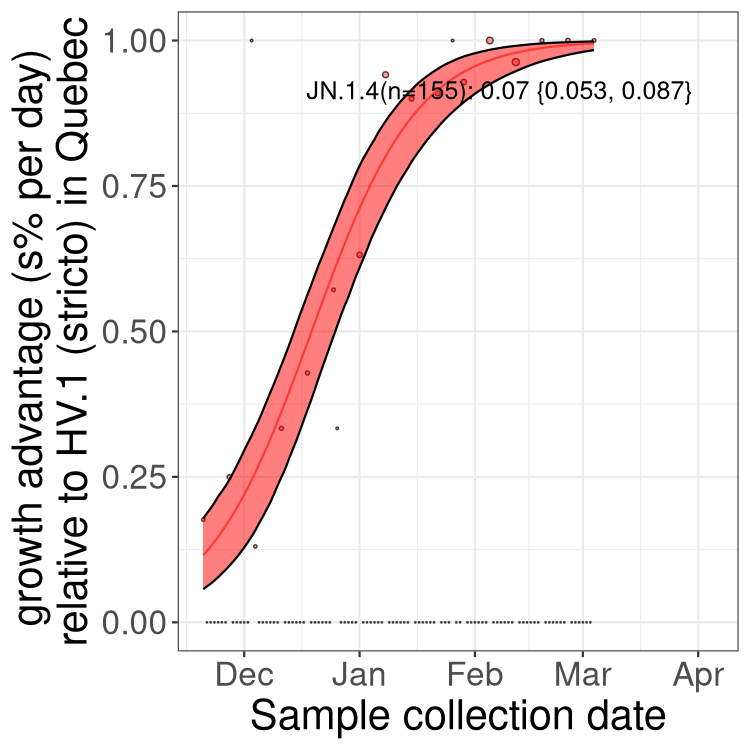 growth advantage (s% per day)
relative to HV.1 (stricto) in Quebec
1.00
JN.1.4(n=155): 0.07 {0.053, 0.087}
0.75
0.50
0.25
0.00
Dec Jan Feb Mar Apr
Sample collection date